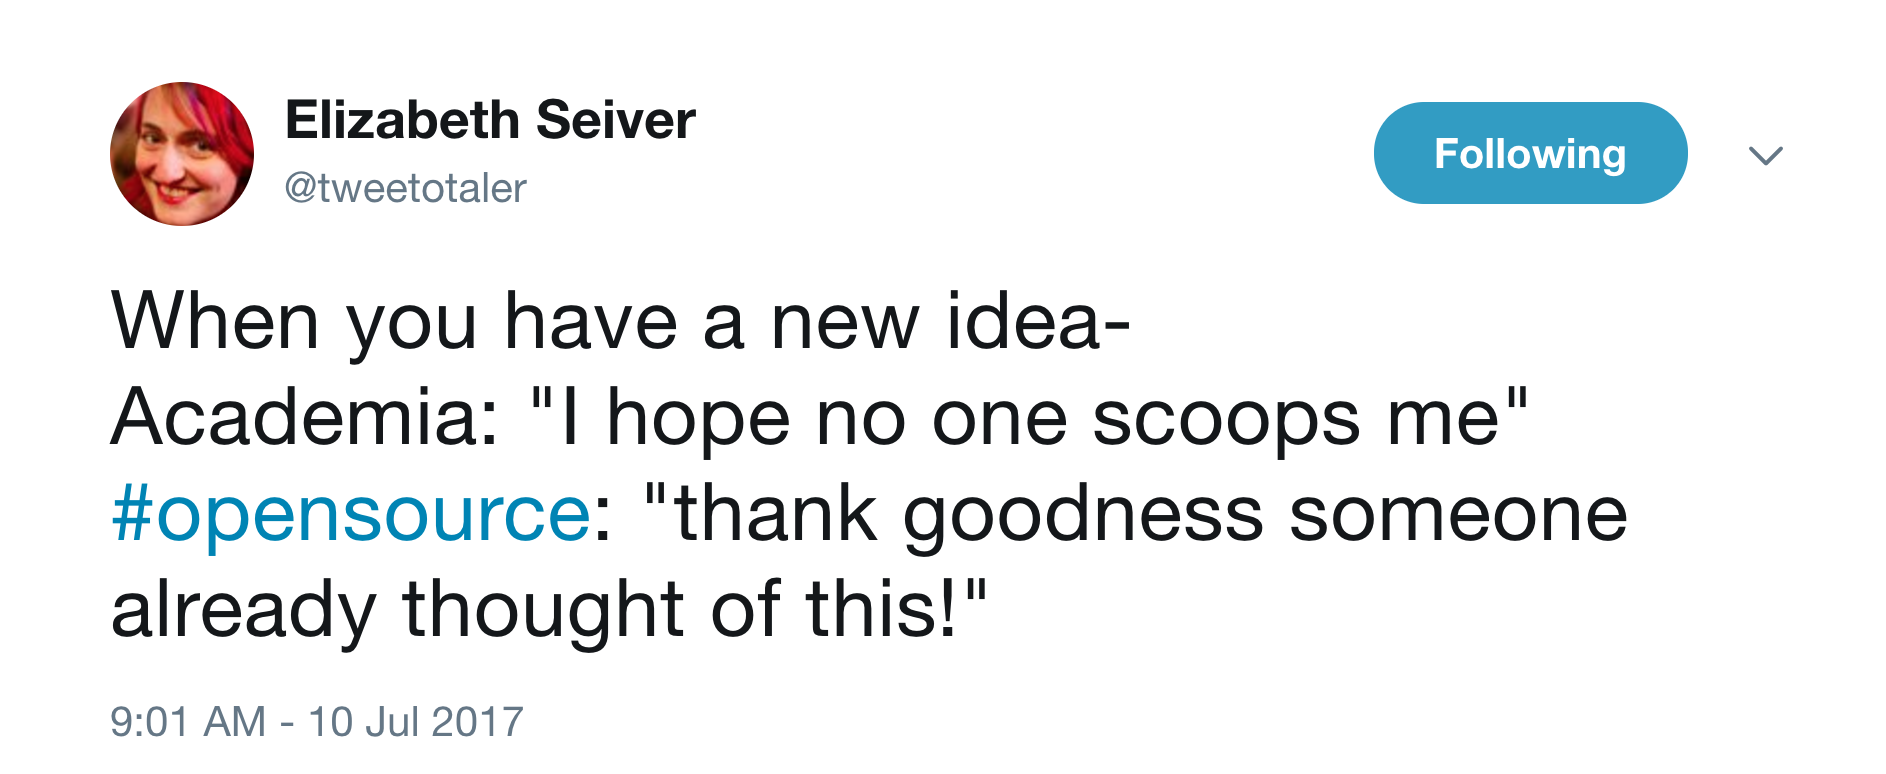 Elizabeth Seiver
@tweetotaler
Following
When you have a new idea-
Academia: "I hope no one scoops me"
#opensource: "thank goodness someone
already thought of this!"
9:01 AM - 10 Jul 2017